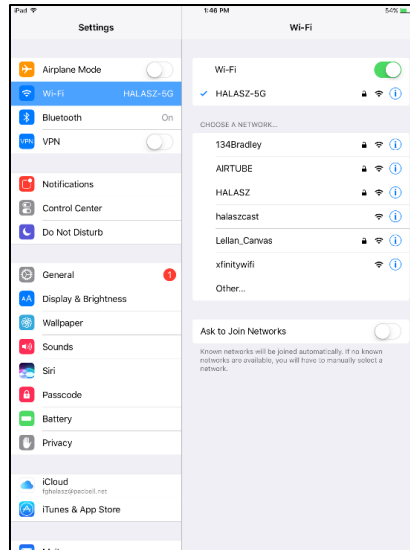 iPad
1:46 PM
54%
Settings
Wi-Fi
Airplane Mode
Wi-Fi HALASZ-5G
Bluetooth On
VPN VPN
Notifications
Control Center
Do Not Disturb
General 1
AA Display & Brightness
Wallpaper
Sounds
Siri
Passcode
Battery
Privacy
iCloud
iTunes & App Store
Wi-Fi
HALASZ-5G
CHOOSE A NETWORK...
134Bradley
AIRTUBE
HALASZ
halaszcast
Lellan_Canvas
xfinitywifi
Other...
Ask to Join Networks
Known networks will be joined automatically. If no known
networks are available, you will have to manually select a
network.